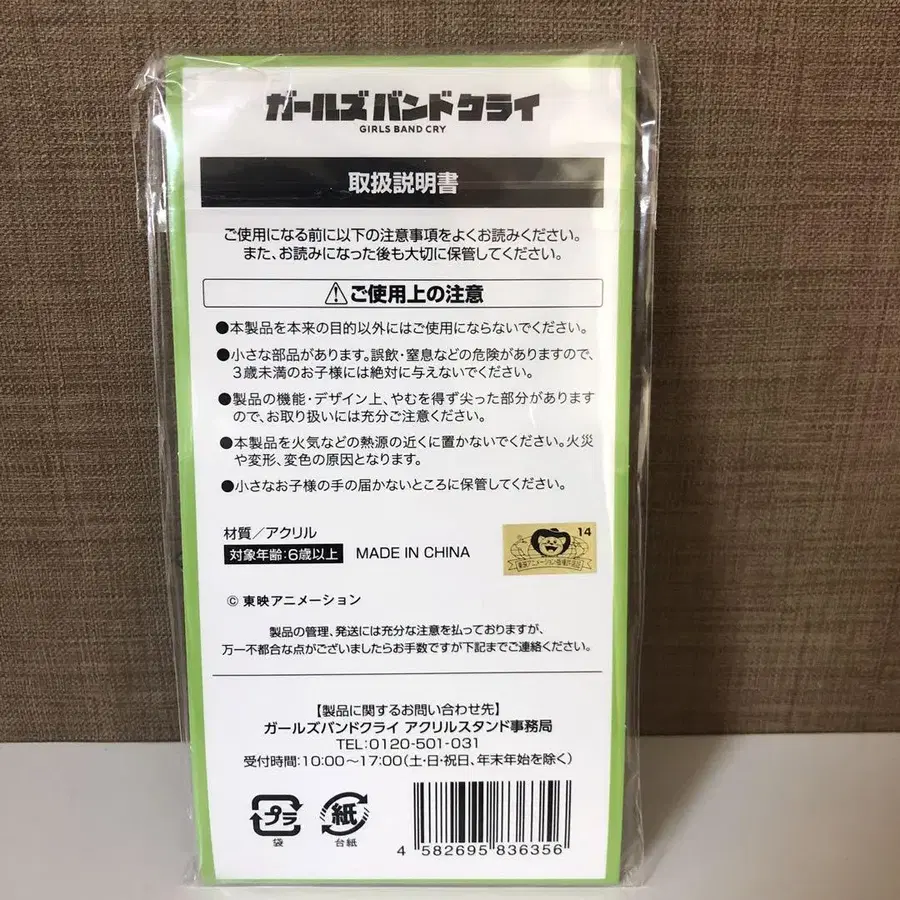 ガールズバンドクライ
GIRLS BAND CRY
取扱説明書
ご使用になる前に以下の注意事項をよくお読みください。
また、お読みになった後も大切に保管してください。
⚠ご使用上の注意
●本製品を本来の目的以外にはご使用にならないでください。
●小さな部品があります。誤飲・窒息などの危険がありますので、
3歳未満のお子様には絶対に与えないでください。
●製品の機能・デザイン上、やむを得ず尖った部分があります
ので、お取り扱いには充分ご注意ください。
●本製品を火気などの熱源の近くに置かないでください。火災
や変形、変色の原因となります。
●小さなお子様の手の届かないところに保管してください。
材質／アクリル
対象年齢:6歳以上 MADE IN CHINA
14
© 東映アニメーション
製品の管理、発送には充分な注意を払っておりますが、
万一不都合な点がございましたらお手数ですが下記までご連絡ください。
【製品に関するお問い合わせ先】
ガールズバンドクライ アクリルスタンド事務局
TEL:0120-501-031
受付時間:10:00～17:00(土・日・祝日、年末年始を除く)
プラ
袋
紙
台紙
4 582695 836356